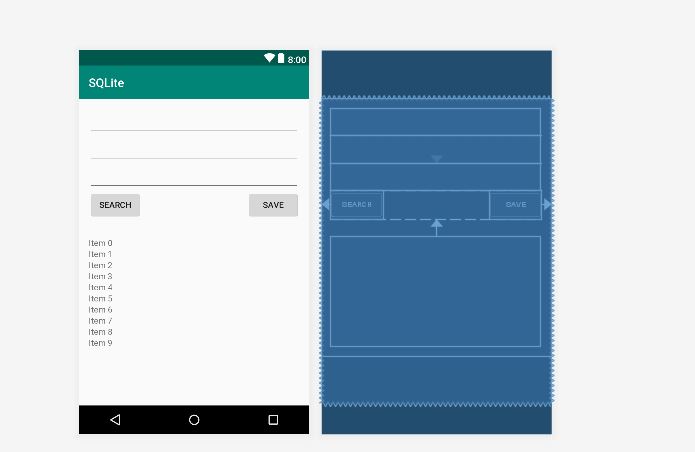 8:00
SQLite
SEARCH SAVE
Item 0
Item 1
Item 2
Item 3
Item 4
Item 5
Item 6
Item 7
Item 8
Item 9
SEARCH SAVE